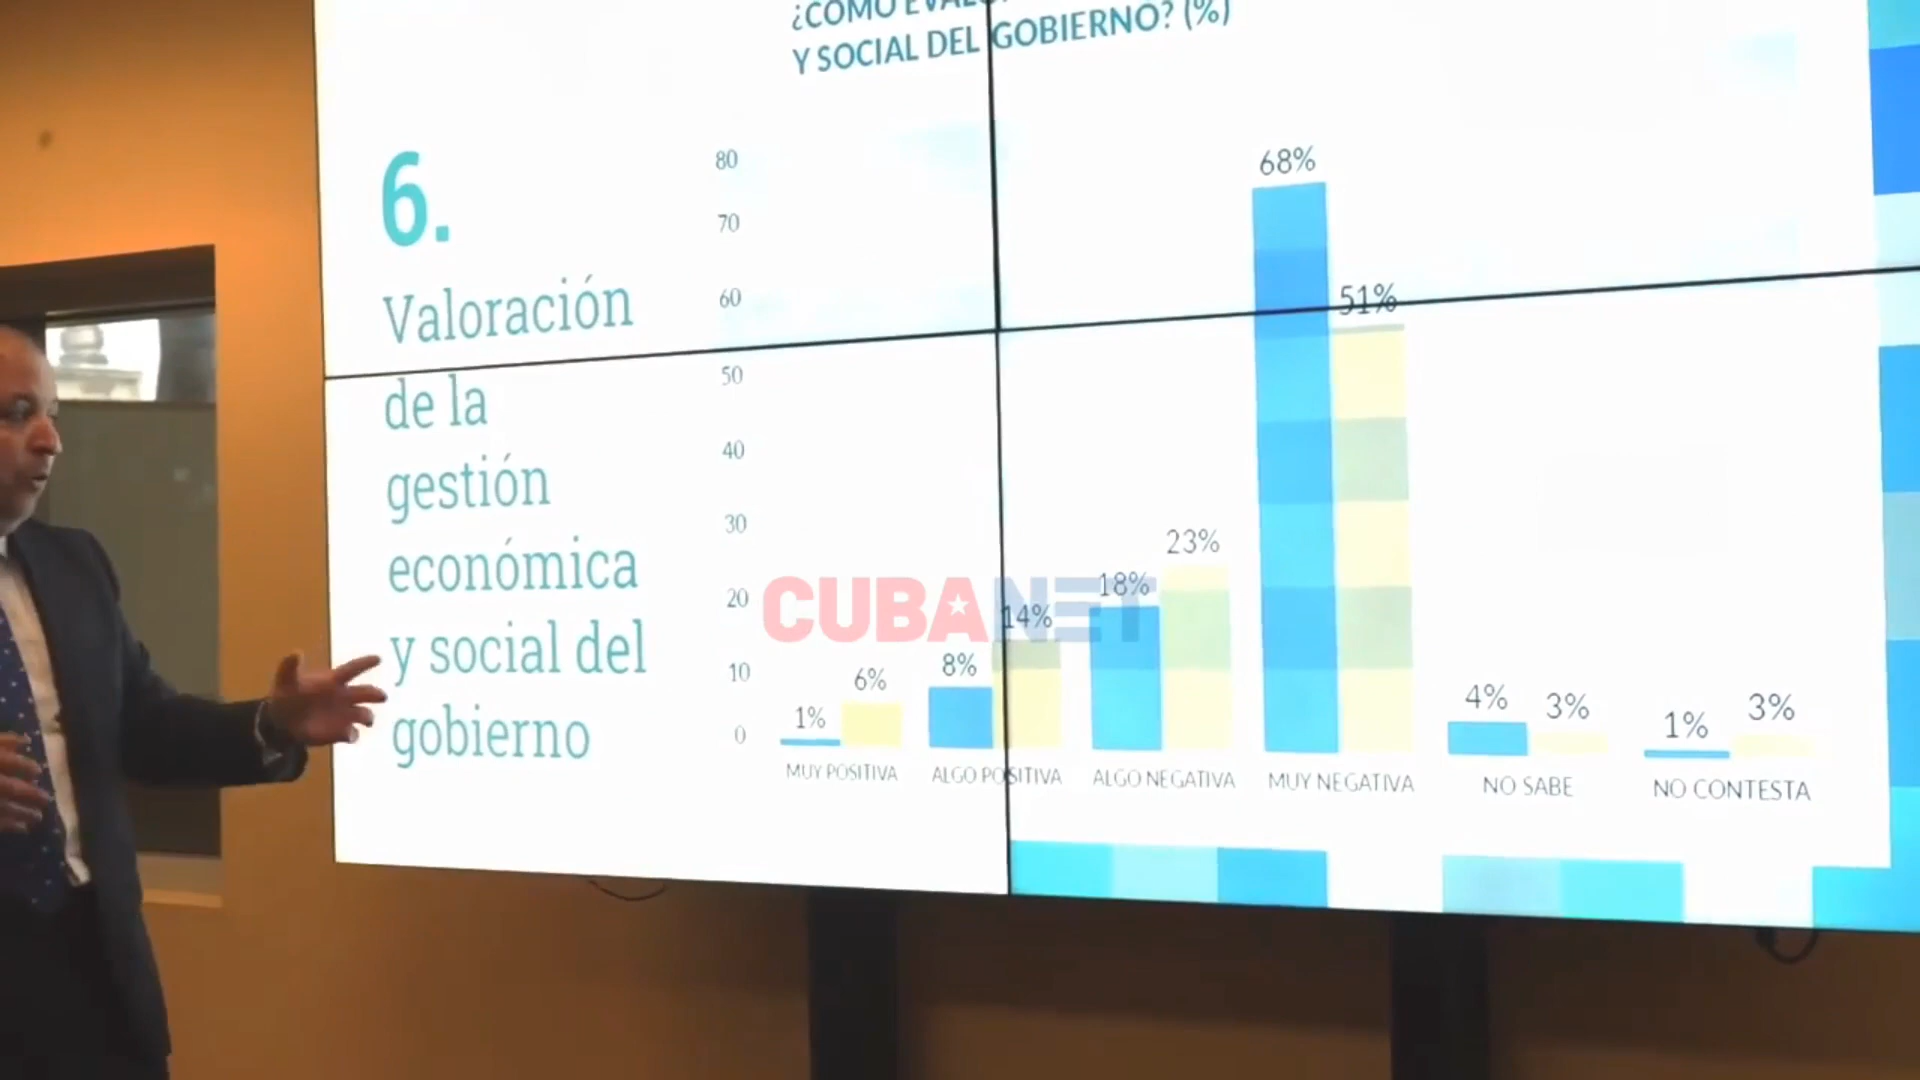 ¿CÓMO
Y SOCIAL DEL GOBIERNO? (%)
6.
Valoración
de la
gestión
económica
y social del
gobierno
80
70
60
50
40
30
20
10
0
1%
6%
8%
14%
18%
23%
68%
51%
4%
3%
1%
3%
MUY POSITIVA
ALGO POSITIVA
ALGO NEGATIVA
MUY NEGATIVA
NO SABE
NO CONTESTA
CUBANET